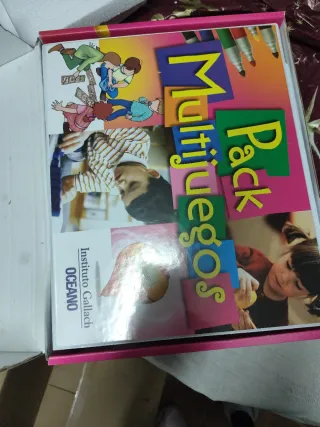 Pack
Multijuegos
Instituto Gallach
OCEANO